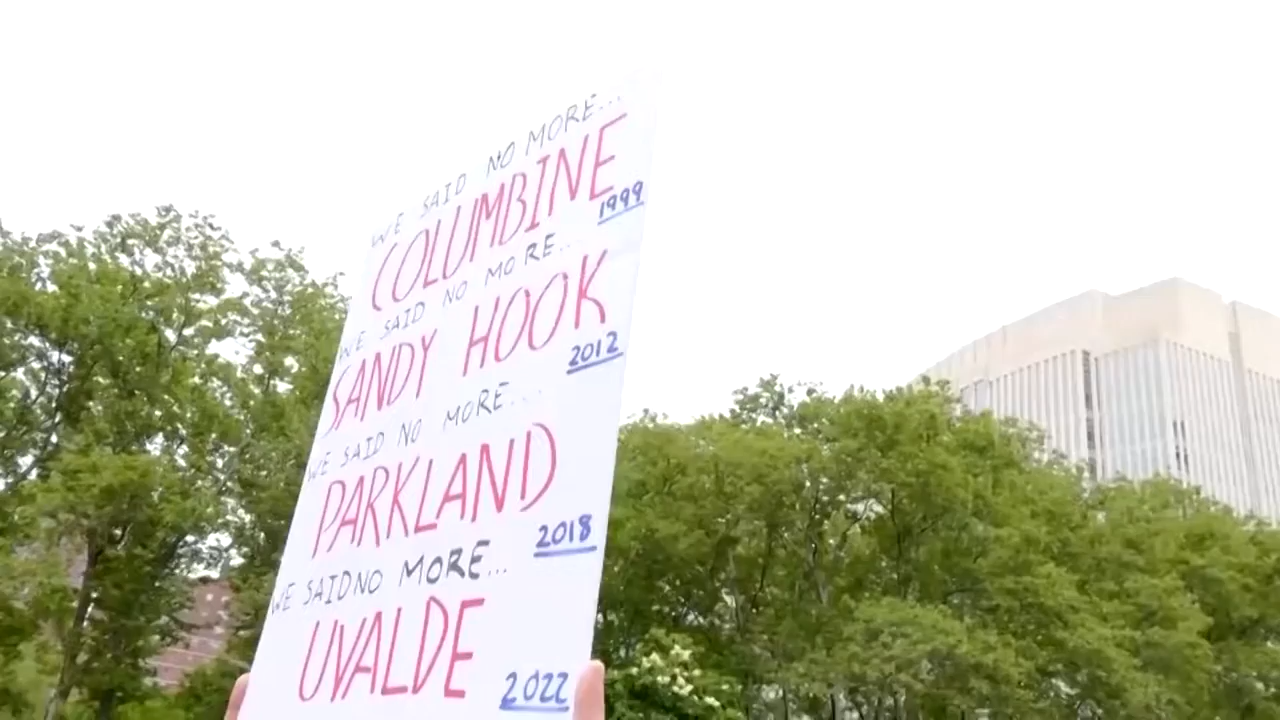 WE SAID NO MORE...
COLUMBINE
1999
WE SAID NO MORE...
SANDY HOOK
2012
WE SAID NO MORE....
PARKLAND
2018
WE SAID NO MORE...
UVALDE
2022